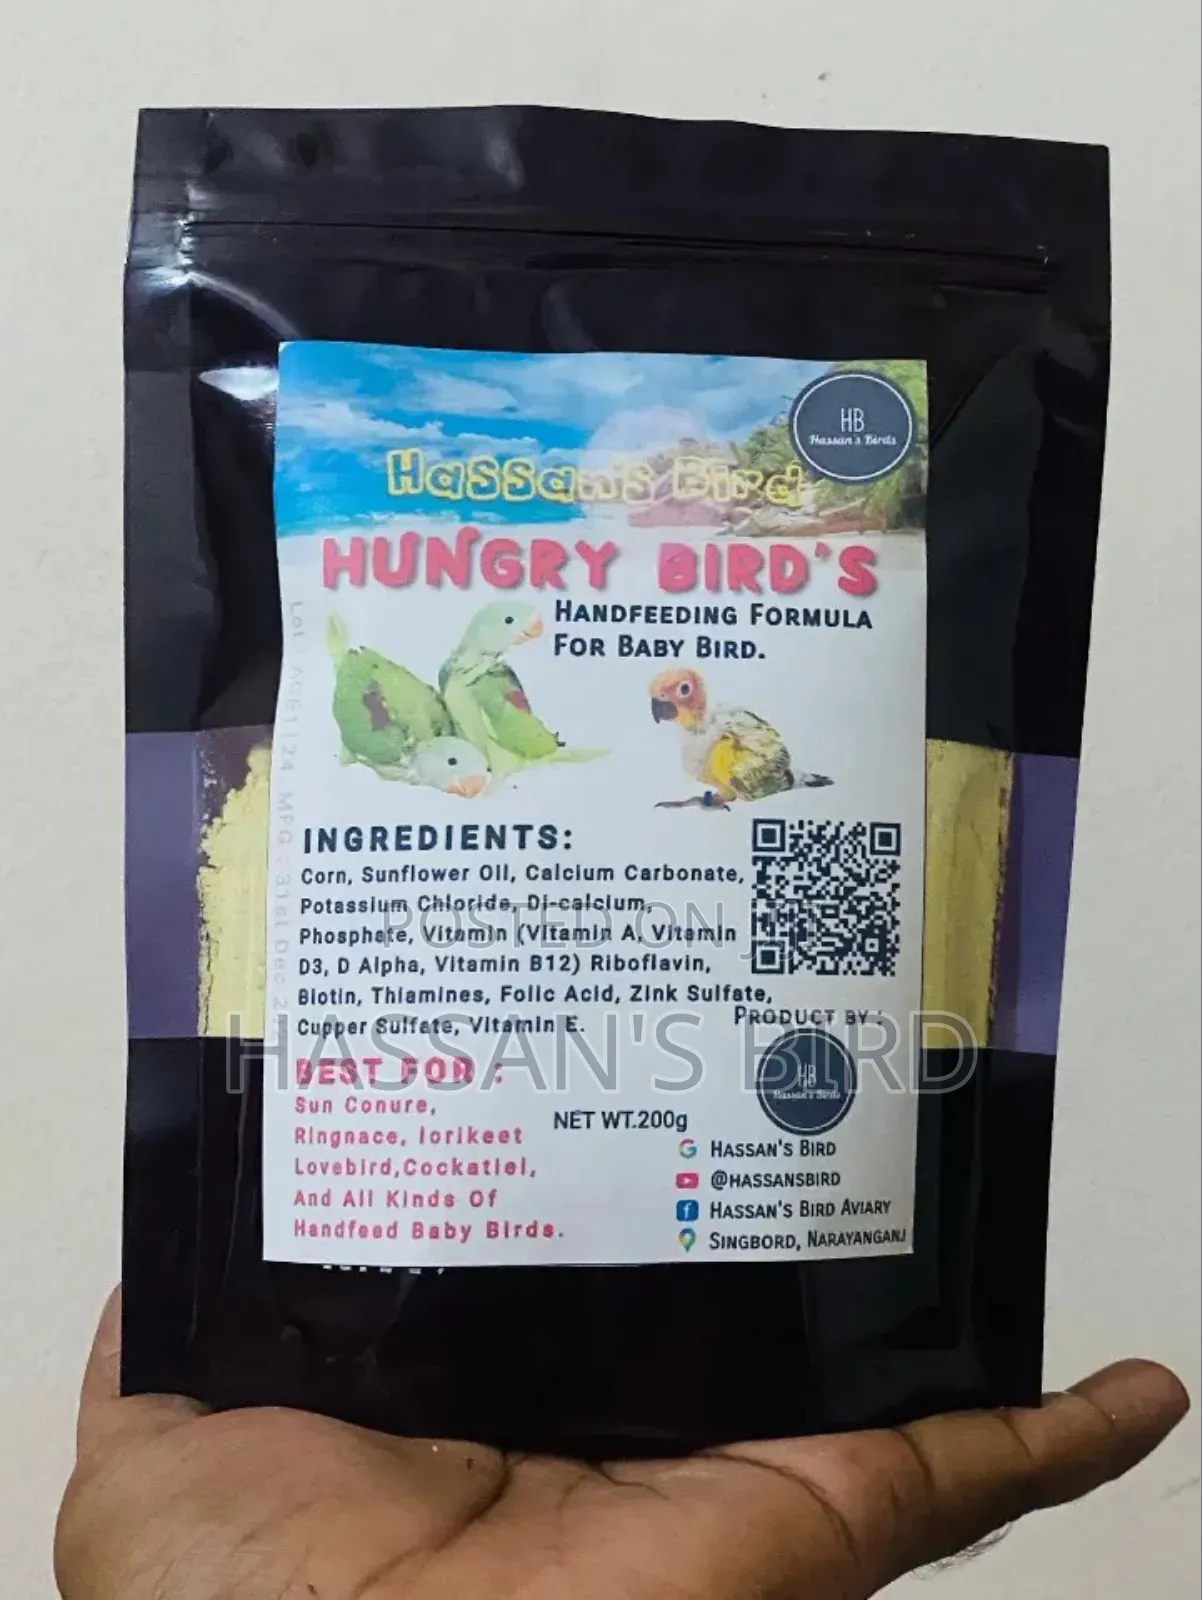 HB
Hassan's Birds
HaSSan's Bird
HUNGRY BIRD'S
HANDFEEDING FORMULA
FOR BABY BIRD.
INGREDIENTS:
Corn, Sunflower Oil, Calcium Carbonate,
Potassium Chloride, Di-calcium,
Phosphate, Vitamin (Vitamin A, Vitamin
D3, D Alpha, Vitamin B12) Riboflavin,
Biotin, Thiamines, Folic Acid, Zink Sulfate,
Cupper Sulfate, Vitamin E.
POSTED ON
HASSAN'S BIRD
PRODUCT BY :
HB
Hassan's Birds
BEST FOR :
Sun Conure,
Ringnace, lorikeet
Lovebird,Cockatiel,
And All Kinds Of
Handfeed Baby Birds.
NET WT.200g
HASSAN'S BIRD
@HASSANSBIRD
HASSAN'S BIRD AVIARY
SINGBORD, NARAYANGANJ